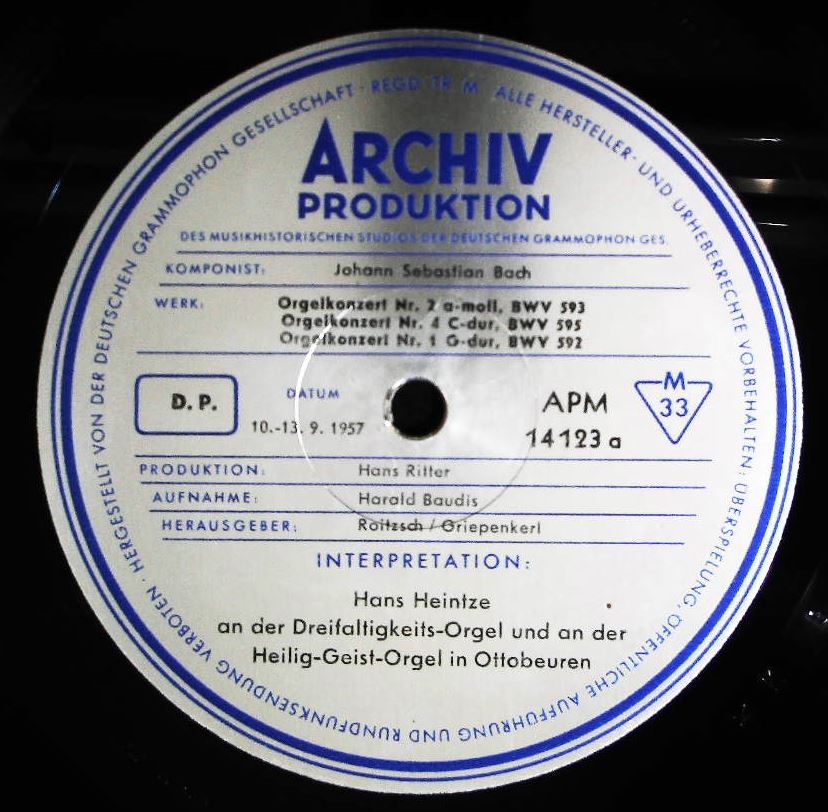 HERGESTELLT VON DER DEUTSCHEN GRAMMOPHON GESELLSCHAFT · REGD TR M · ALLE HERSTELLER- UND URHEBERRECHTE VORBEHALTEN: ÜBERSPIELUNG, ÖFFENTLICHE AUFFÜHRUNG UND RUNDFUNKSENDUNG VERBOTEN ·
ARCHIV
PRODUKTION
DES MUSIKHISTORISCHEN STUDIOS DER DEUTSCHEN GRAMMOPHON GES.
KOMPONIST: Johann Sebastian Bach
WERK: Orgelkonzert Nr. 2 a-moll, BWV 593
Orgelkonzert Nr. 4 C-dur, BWV 595
Orgelkonzert Nr. 1 G-dur, BWV 592
D. P.
DATUM
10.-13. 9. 1957
APM
14123 a
M
33
PRODUKTION: Hans Ritter
AUFNAHME: Harald Baudis
HERAUSGEBER: Roitzsch / Griepenkerl
INTERPRETATION:
Hans Heintze
an der Dreifaltigkeits-Orgel und an der
Heilig-Geist-Orgel in Ottobeuren